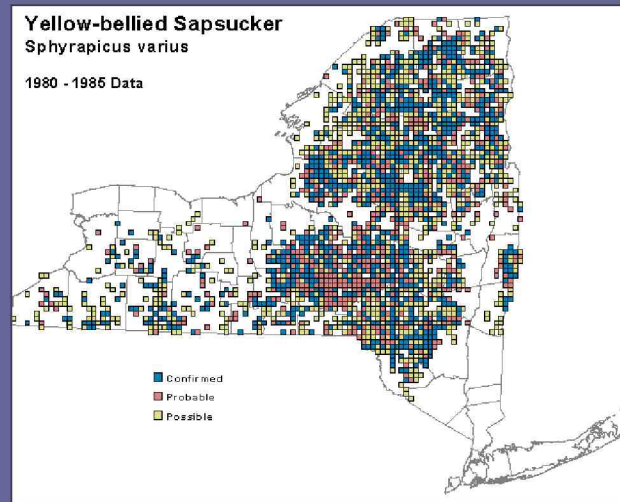 Yellow-bellied Sapsucker
Sphyrapicus varius
1980 - 1985 Data
Confirmed
Probable
Possible